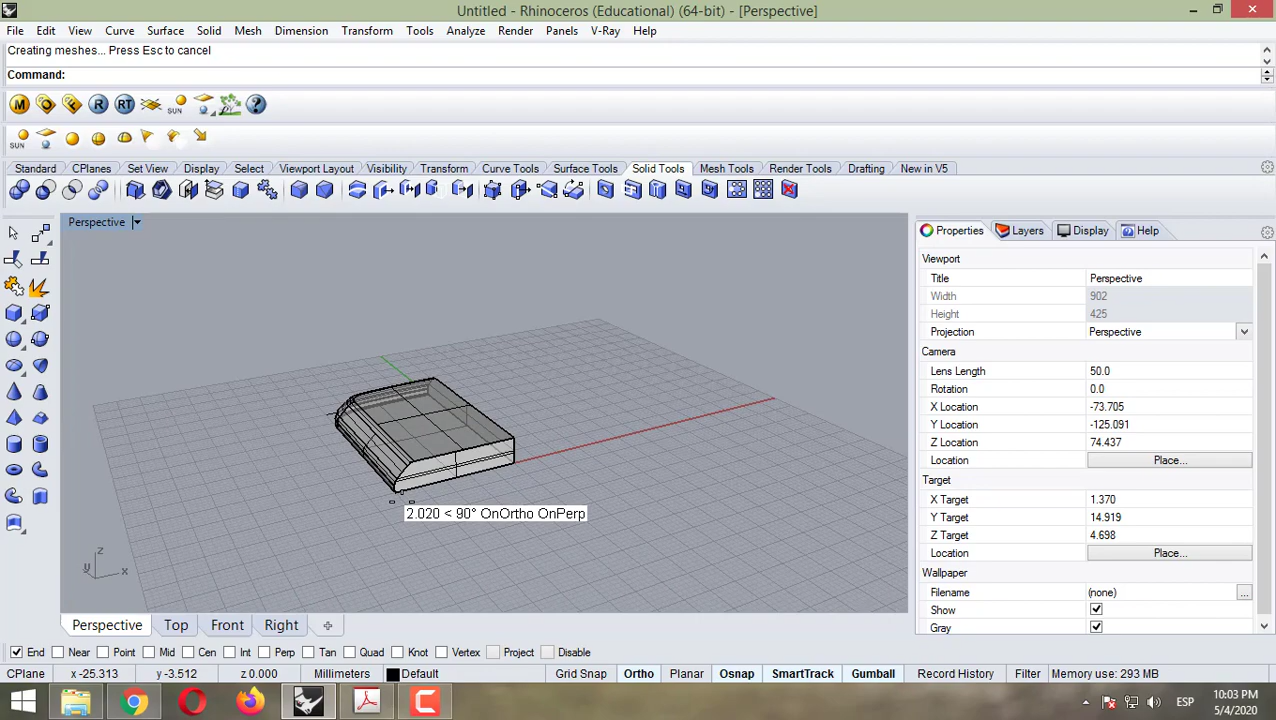 Untitled - Rhinoceros (Educational) (64-bit) - [Perspective]
File Edit View Curve Surface Solid Mesh Dimension Transform Tools Analyze Render Panels V-Ray Help
Creating meshes... Press Esc to cancel
Command:
M O F R RT SUN ?
SUN
Standard CPlanes Set View Display Select Viewport Layout Visibility Transform Curve Tools Surface Tools Solid Tools Mesh Tools Render Tools Drafting New in V5
Perspective
Properties Layers Display Help
Viewport
Title Perspective
Width 902
Height 425
Projection Perspective
Camera
Lens Length 50.0
Rotation 0.0
X Location -73.705
Y Location -125.091
Z Location 74.437
Location Place...
Target
X Target 1.370
Y Target 14.919
Z Target 4.698
Location Place...
Wallpaper
Filename (none) ...
Show
Gray
2.020 < 90° OnOrtho OnPerp
z
y x
Perspective Top Front Right
End Near Point Mid Cen Int Perp Tan Quad Knot Vertex Project Disable
CPlane x -25.313 y -3.512 z 0.000 Millimeters Default Grid Snap Ortho Planar Osnap SmartTrack Gumball Record History Filter Memory use: 293 MB
ESP
10:03 PM
5/4/2020